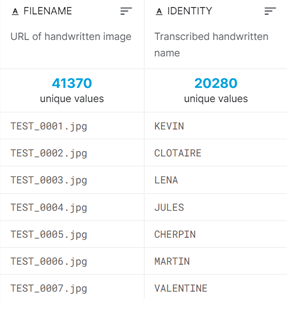 A FILENAME
A IDENTITY
URL of handwritten image
Transcribed handwritten name
41370
unique values
20280
unique values
TEST_0001.jpg KEVIN
TEST_0002.jpg CLOTAIRE
TEST_0003.jpg LENA
TEST_0004.jpg JULES
TEST_0005.jpg CHERPIN
TEST_0006.jpg MARTIN
TEST_0007.jpg VALENTINE